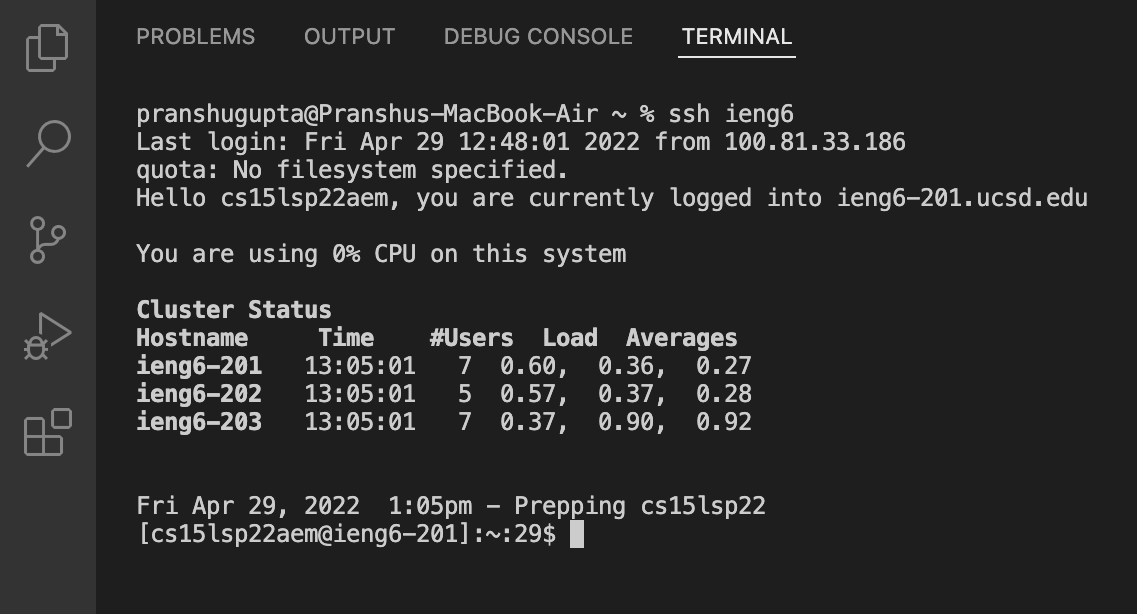 PROBLEMS OUTPUT DEBUG CONSOLE TERMINAL
pranshugupta@Pranshus-MacBook-Air ~ % ssh ieng6
Last login: Fri Apr 29 12:48:01 2022 from 100.81.33.186
quota: No filesystem specified.
Hello cs15lsp22aem, you are currently logged into ieng6-201.ucsd.edu
You are using 0% CPU on this system
Cluster Status
Hostname     Time    #Users  Load  Averages
ieng6-201   13:05:01   7  0.60,  0.36,  0.27
ieng6-202   13:05:01   5  0.57,  0.37,  0.28
ieng6-203   13:05:01   7  0.37,  0.90,  0.92
Fri Apr 29, 2022  1:05pm - Prepping cs15lsp22
[cs15lsp22aem@ieng6-201]:~:29$